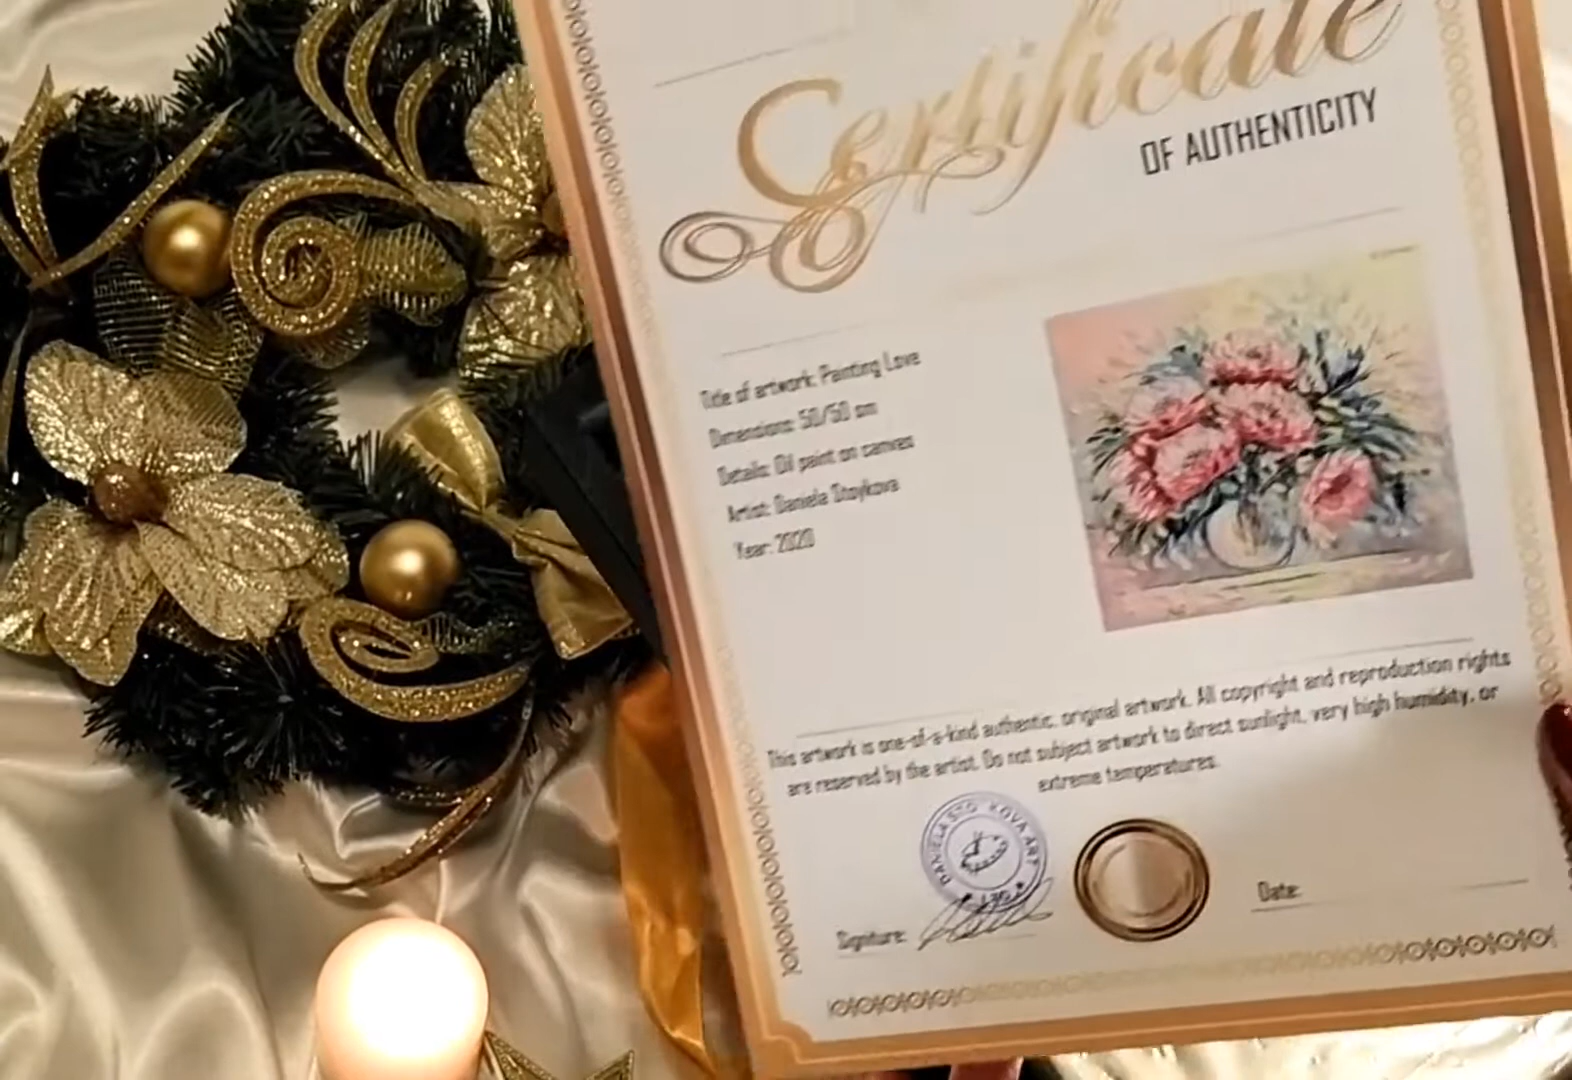 Certificate
OF AUTHENTICITY
Title of artwork: Painting Love
Dimensions: 50/50 cm
Details: Oil paint on canvas
Artist: Daniela Stoykova
Year: 2020
This artwork is one-of-a-kind authentic, original artwork. All copyright and reproduction rights
are reserved by the artist. Do not subject artwork to direct sunlight, very high humidity, or
extreme temperatures.
Signature:
Date: